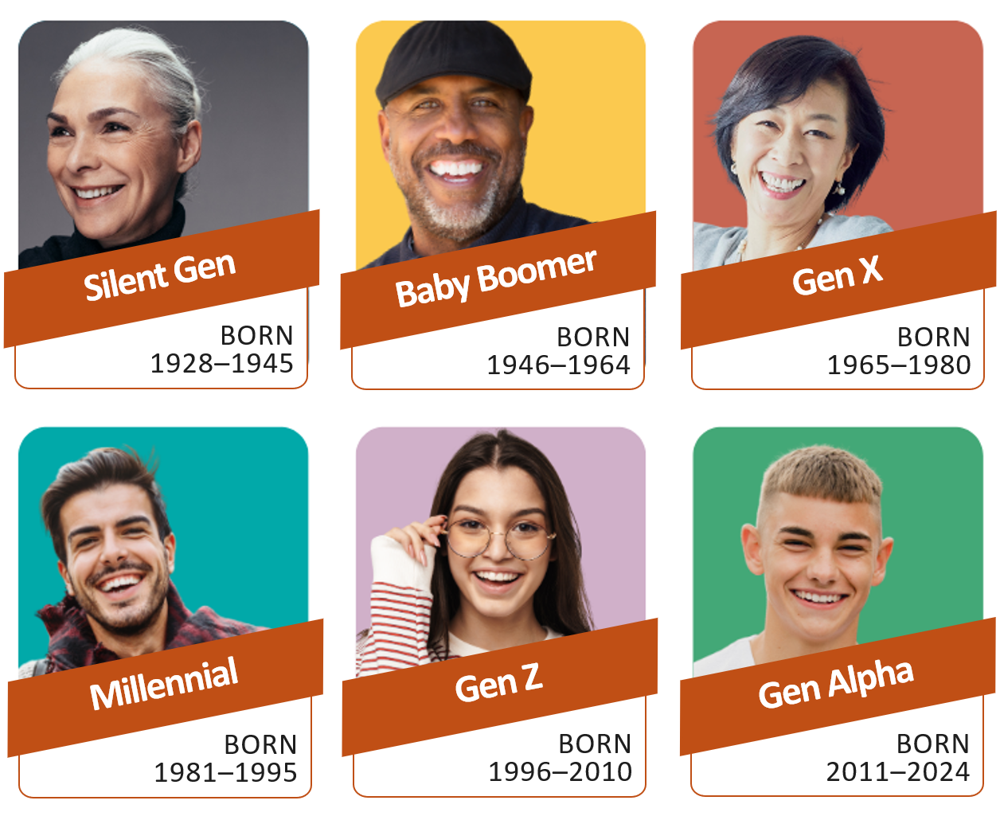 Silent Gen
BORN
1928–1945
Baby Boomer
BORN
1946–1964
Gen X
BORN
1965–1980
Millennial
BORN
1981–1995
Gen Z
BORN
1996–2010
Gen Alpha
BORN
2011–2024